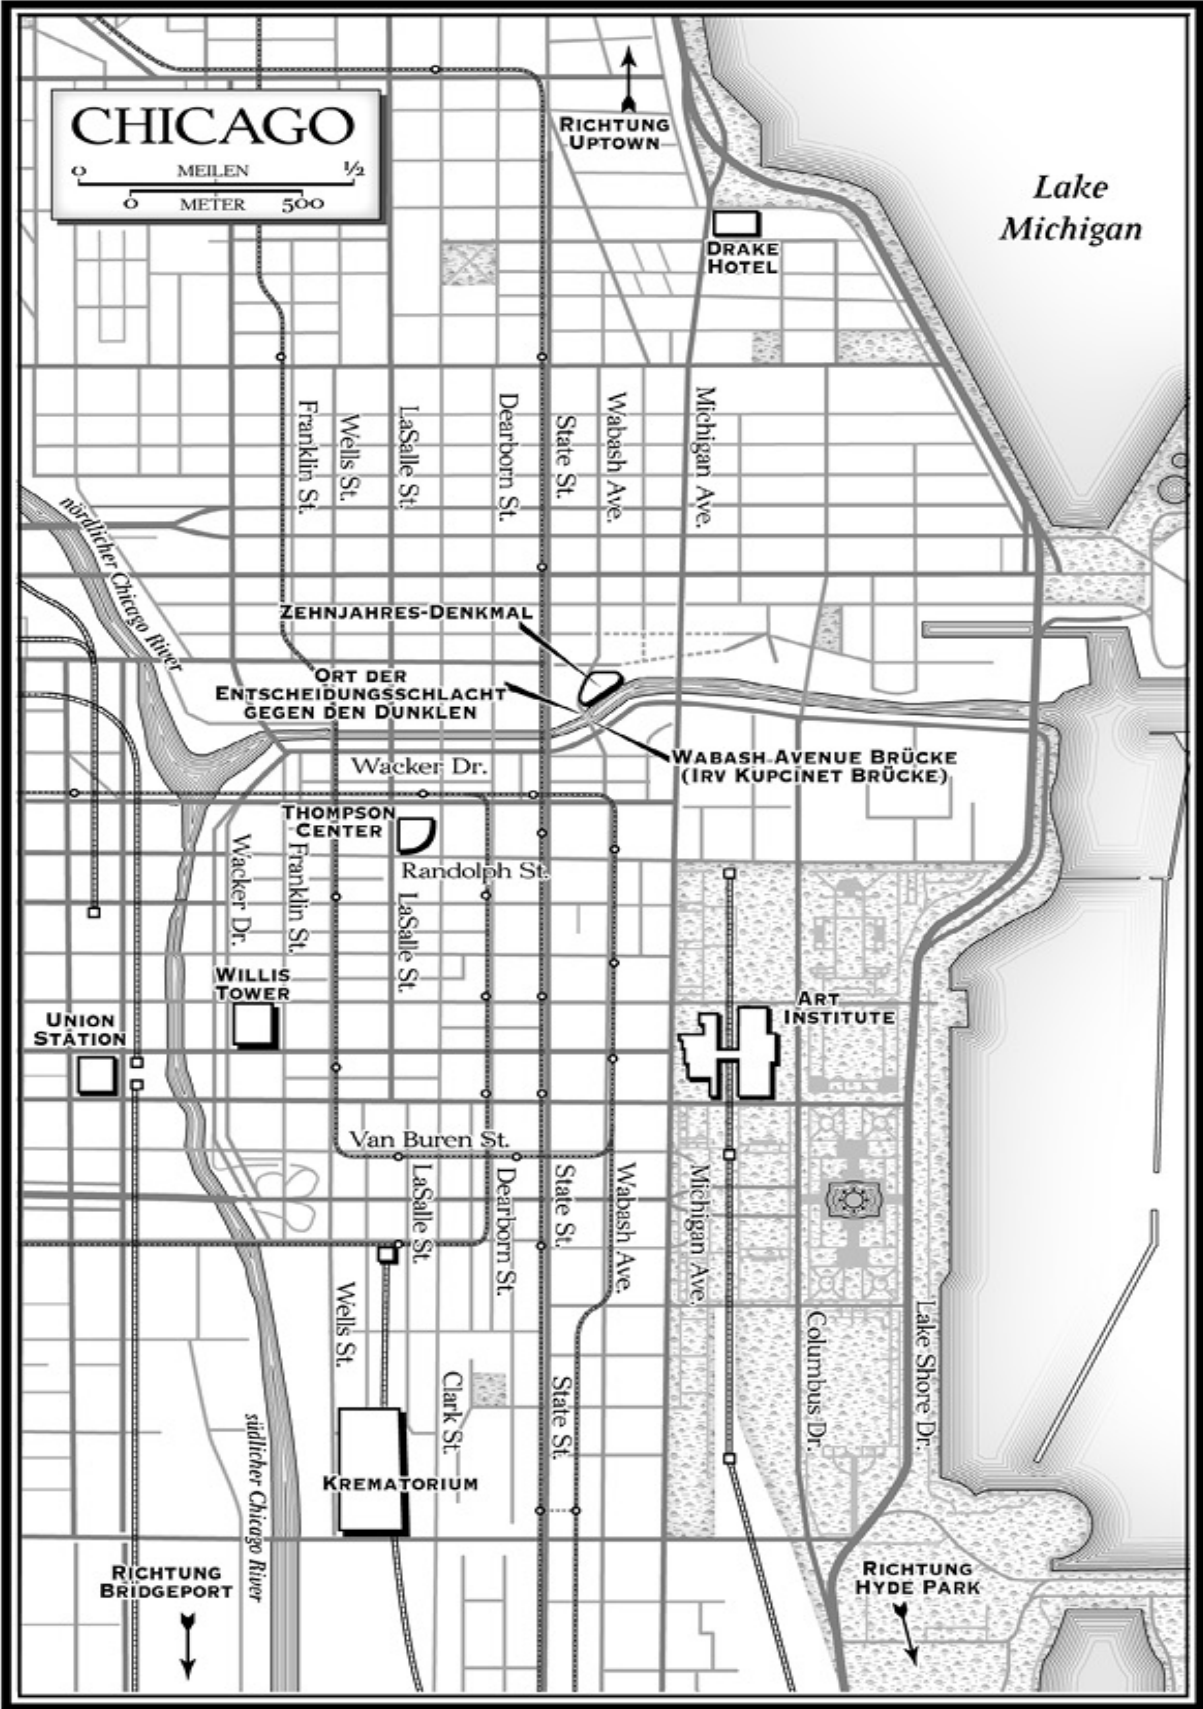 CHICAGO
0 MEILEN 1/2
0 METER 500
RICHTUNG
UPTOWN
Lake
Michigan
DRAKE
HOTEL
Franklin St.
Wells St.
LaSalle St.
Dearborn St.
State St.
Wabash Ave.
Michigan Ave.
nördlicher Chicago River
ZEHNJAHRES-DENKMAL
ORT DER
ENTSCHEIDUNGSSCHLACHT
GEGEN DEN DUNKLEN
WABASH AVENUE BRÜCKE
(IRV KUPCINET BRÜCKE)
Wacker Dr.
THOMPSON
CENTER
Randolph St.
Wacker Dr.
Franklin St.
LaSalle St.
WILLIS
TOWER
UNION
STATION
ART
INSTITUTE
Van Buren St.
LaSalle St.
Dearborn St.
State St.
Wabash Ave.
Michigan Ave.
Wells St.
Clark St.
State St.
Columbus Dr.
Lake Shore Dr.
südlicher Chicago River
KREMATORIUM
RICHTUNG
BRIDGEPORT
RICHTUNG
HYDE PARK